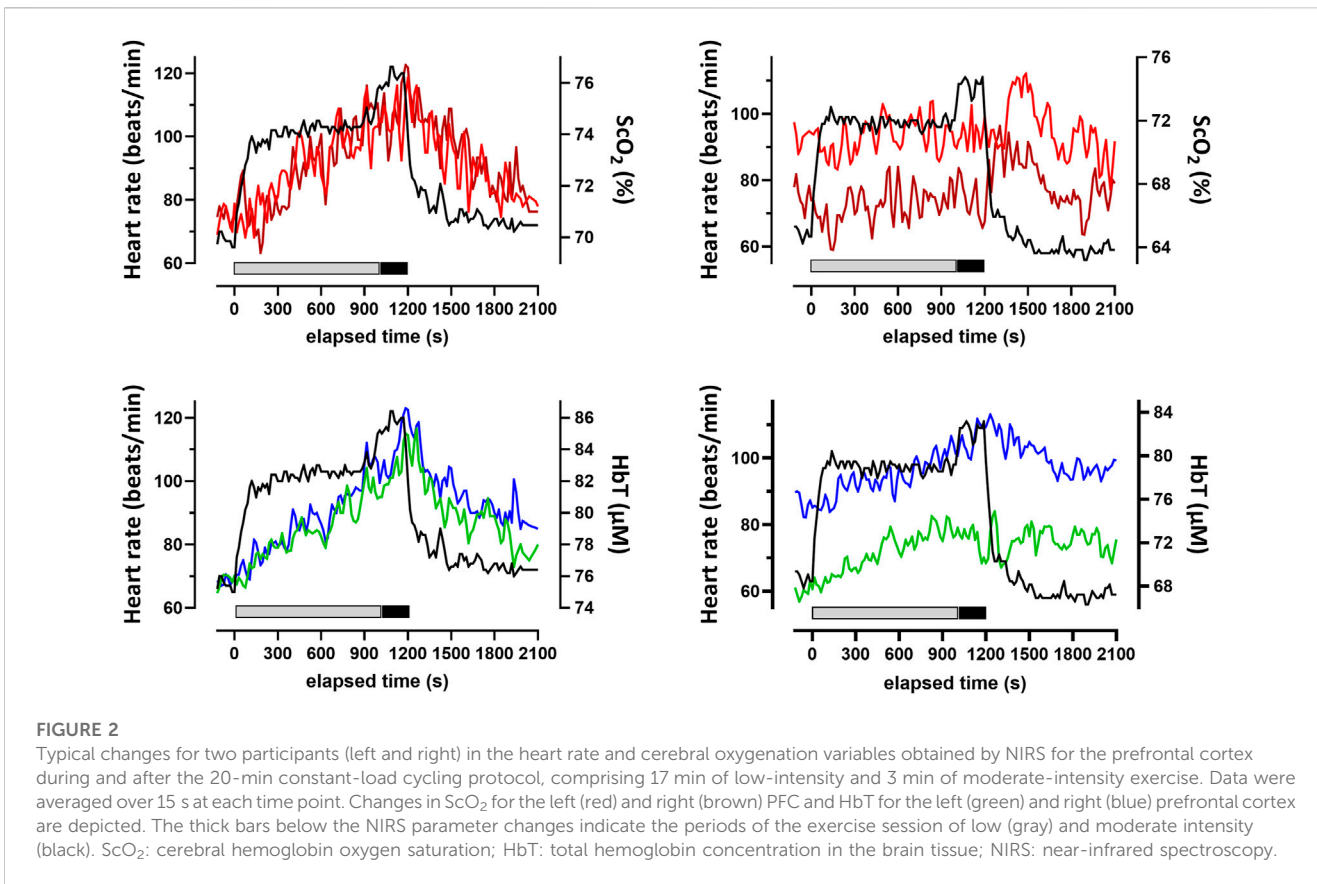 Heart rate (beats/min)
120
100
80
60
76
74
72
70
ScO₂ (%)
0 300 600 900 1200 1500 1800 2100
elapsed time (s)
Heart rate (beats/min)
100
80
60
76
72
68
64
ScO₂ (%)
0 300 600 900 1200 1500 1800 2100
elapsed time (s)
Heart rate (beats/min)
120
100
80
60
86
84
82
80
78
76
74
HbT (µM)
0 300 600 900 1200 1500 1800 2100
elapsed time (s)
Heart rate (beats/min)
100
80
60
84
80
76
72
68
HbT (µM)
0 300 600 900 1200 1500 1800 2100
elapsed time (s)
FIGURE 2
Typical changes for two participants (left and right) in the heart rate and cerebral oxygenation variables obtained by NIRS for the prefrontal cortex
during and after the 20-min constant-load cycling protocol, comprising 17 min of low-intensity and 3 min of moderate-intensity exercise. Data were
averaged over 15 s at each time point. Changes in ScO₂ for the left (red) and right (brown) PFC and HbT for the left (green) and right (blue) prefrontal cortex
are depicted. The thick bars below the NIRS parameter changes indicate the periods of the exercise session of low (gray) and moderate intensity
(black). ScO₂: cerebral hemoglobin oxygen saturation; HbT: total hemoglobin concentration in the brain tissue; NIRS: near-infrared spectroscopy.